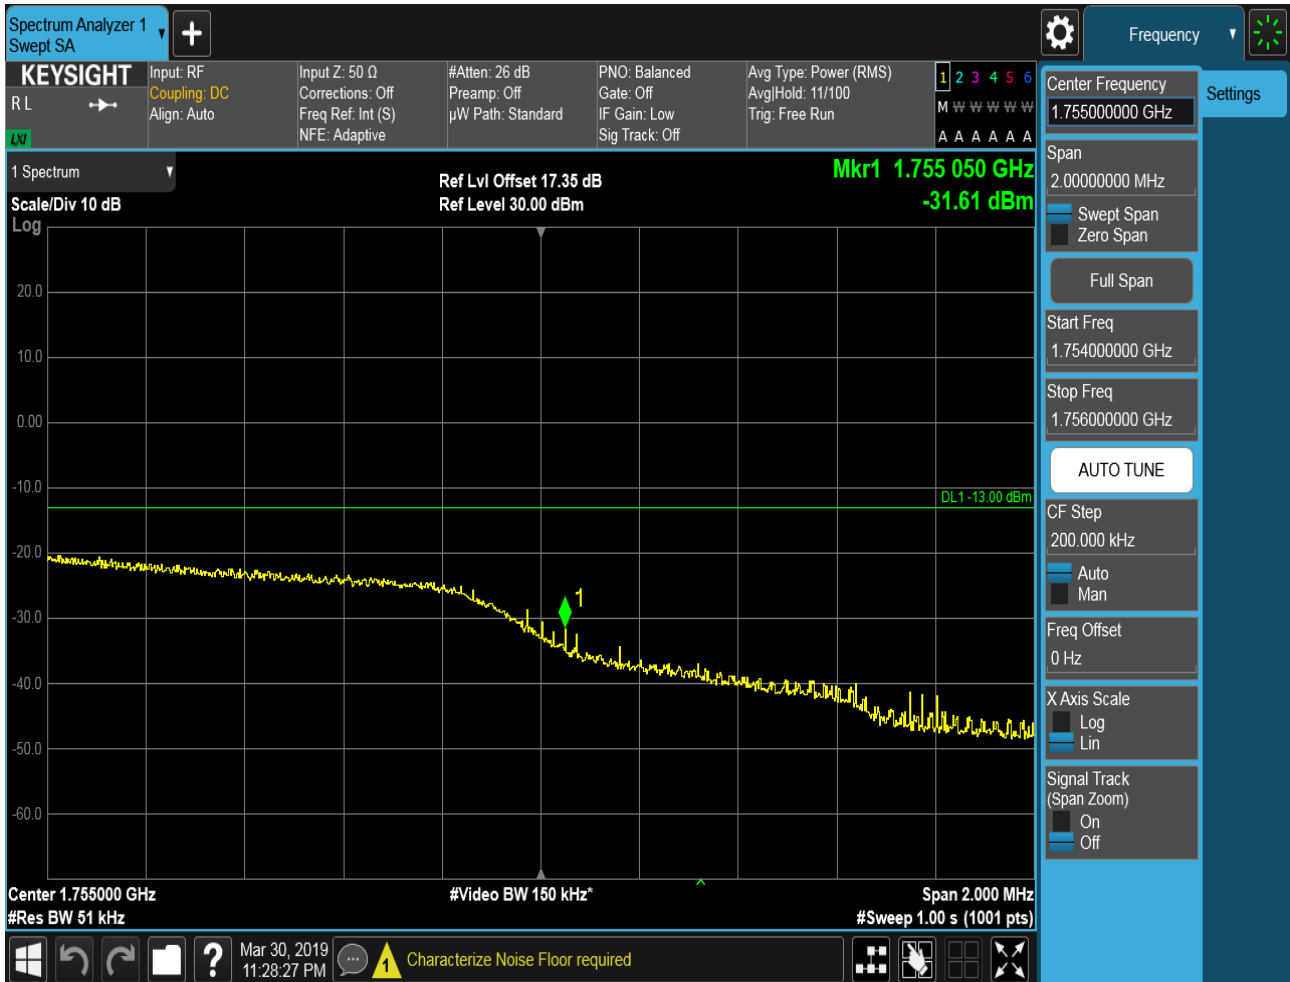 Spectrum Analyzer 1
Swept SA
Frequency
KEYSIGHT
R L
LXI
Input: RF
Coupling: DC
Align: Auto
Input Z: 50 Ω
Corrections: Off
Freq Ref: Int (S)
NFE: Adaptive
#Atten: 26 dB
Preamp: Off
µW Path: Standard
PNO: Balanced
Gate: Off
IF Gain: Low
Sig Track: Off
Avg Type: Power (RMS)
Avg|Hold: 11/100
Trig: Free Run
1 2 3 4 5 6
M W W W W W
A A A A A A
1 Spectrum
Scale/Div 10 dB
Log
Ref Lvl Offset 17.35 dB
Ref Level 30.00 dBm
Mkr1 1.755 050 GHz
-31.61 dBm
20.0
10.0
0.00
-10.0
DL1 -13.00 dBm
-20.0
1
-30.0
-40.0
-50.0
-60.0
Center 1.755000 GHz
#Res BW 51 kHz
#Video BW 150 kHz*
Span 2.000 MHz
#Sweep 1.00 s (1001 pts)
Center Frequency
1.755000000 GHz
Settings
Span
2.00000000 MHz
Swept Span
Zero Span
Full Span
Start Freq
1.754000000 GHz
Stop Freq
1.756000000 GHz
AUTO TUNE
CF Step
200.000 kHz
Auto
Man
Freq Offset
0 Hz
X Axis Scale
Log
Lin
Signal Track
(Span Zoom)
On
Off
?
Mar 30, 2019
11:28:27 PM
1
Characterize Noise Floor required